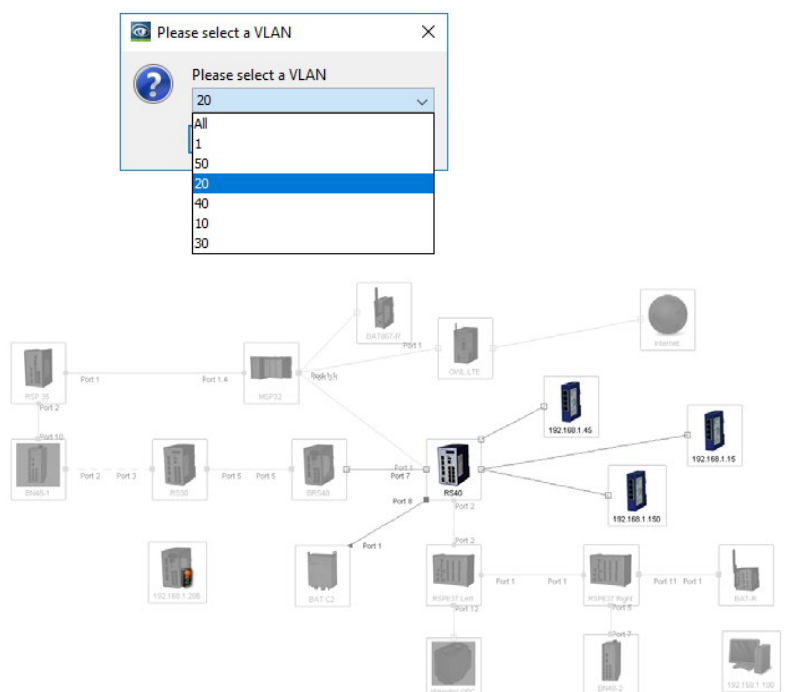 Please select a VLAN
Please select a VLAN
20
All
1
50
20
40
10
30
BAT867-R
Port 1
OWL LTE
Internet
RSP 35
Port 1
Port 1.4
MSP32
Port 2
192.168.1.45
192.168.1.15
Port 10
BN40-1
Port 2
Port 3
RS30
Port 5
Port 5
BRS40
Port 1
Port 7
RS40
192.168.1.150
Port 8
Port 2
Port 1
Port 2
192.168.1.205
BAT C2
RSPE37 Left
Port 1
Port 1
RSPE37 Right
Port 11
Port 1
BAT-R
Port 12
Port 5
Port 7
OPC
BN40-2
192.168.1.100